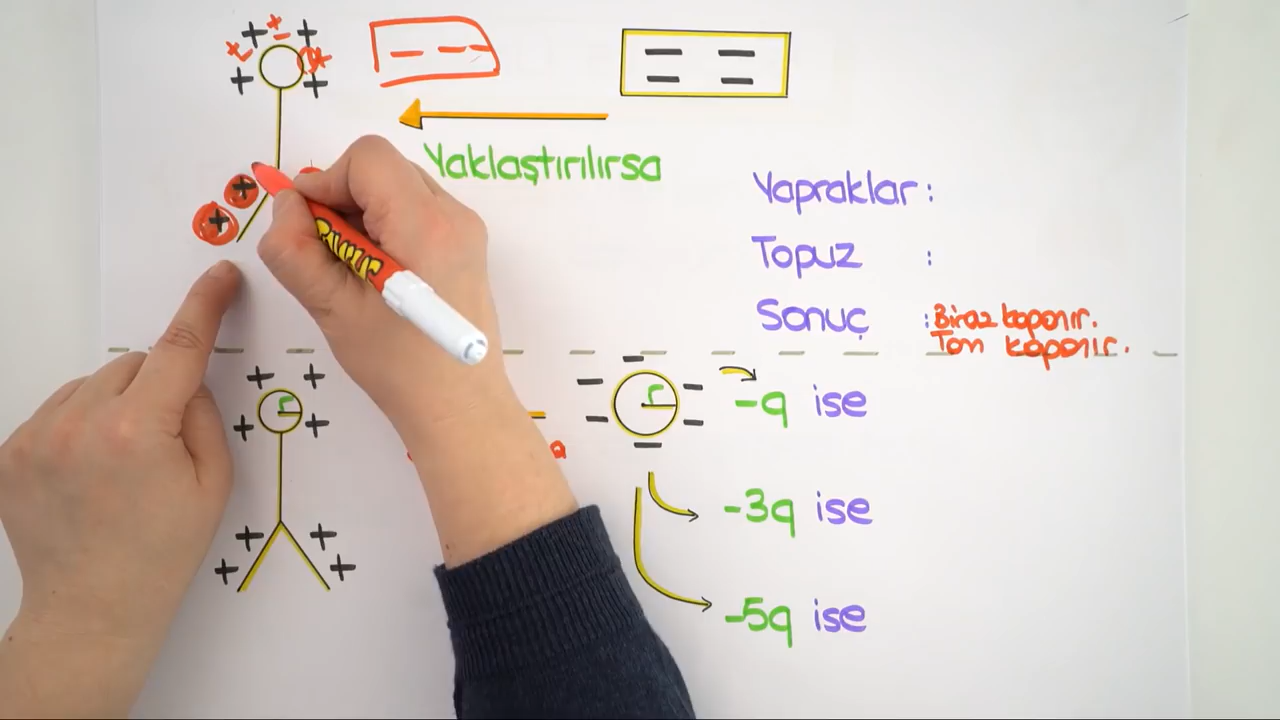 Yaklaştırılırsa
Yapraklar :
Topuz :
Sonuç : Biraz kapanır.
Tam kapanır.
r
r
-q ise
-3q ise
-5q ise